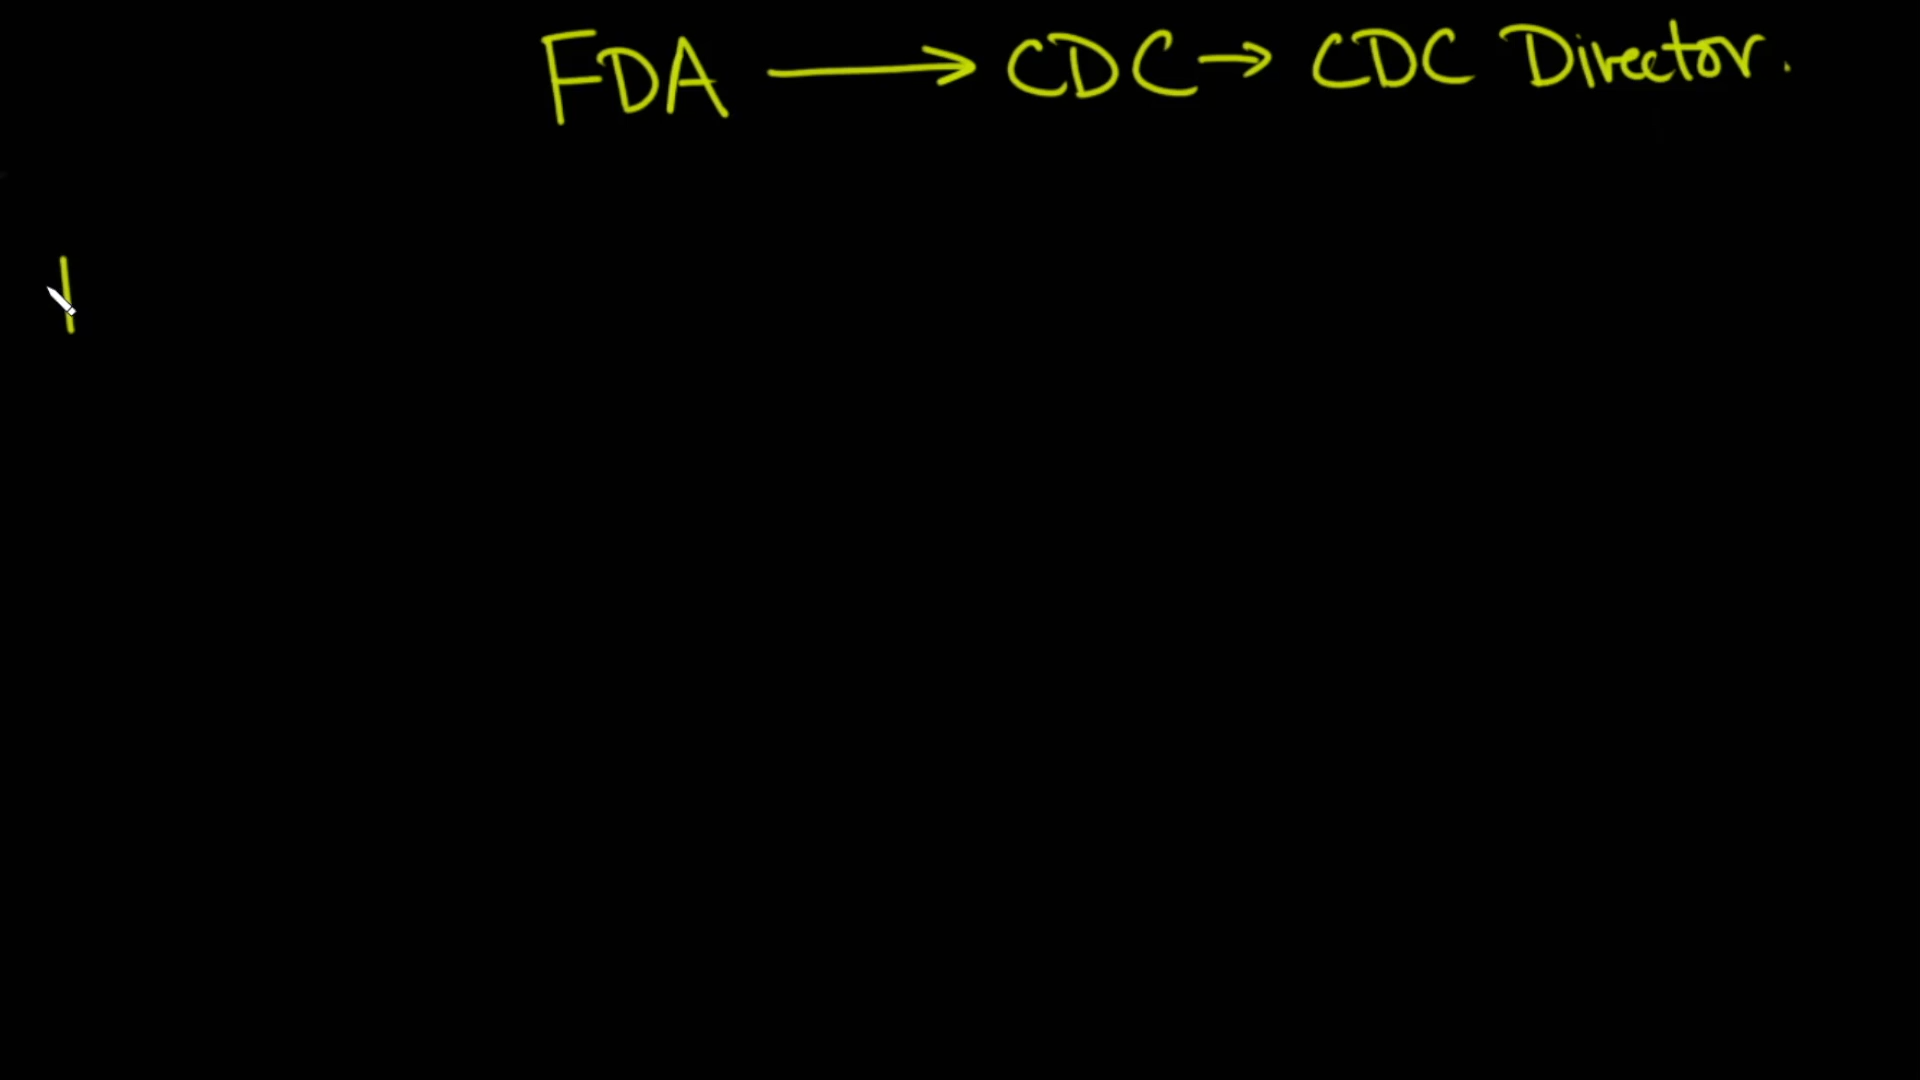 FDA → CDC → CDC Director.